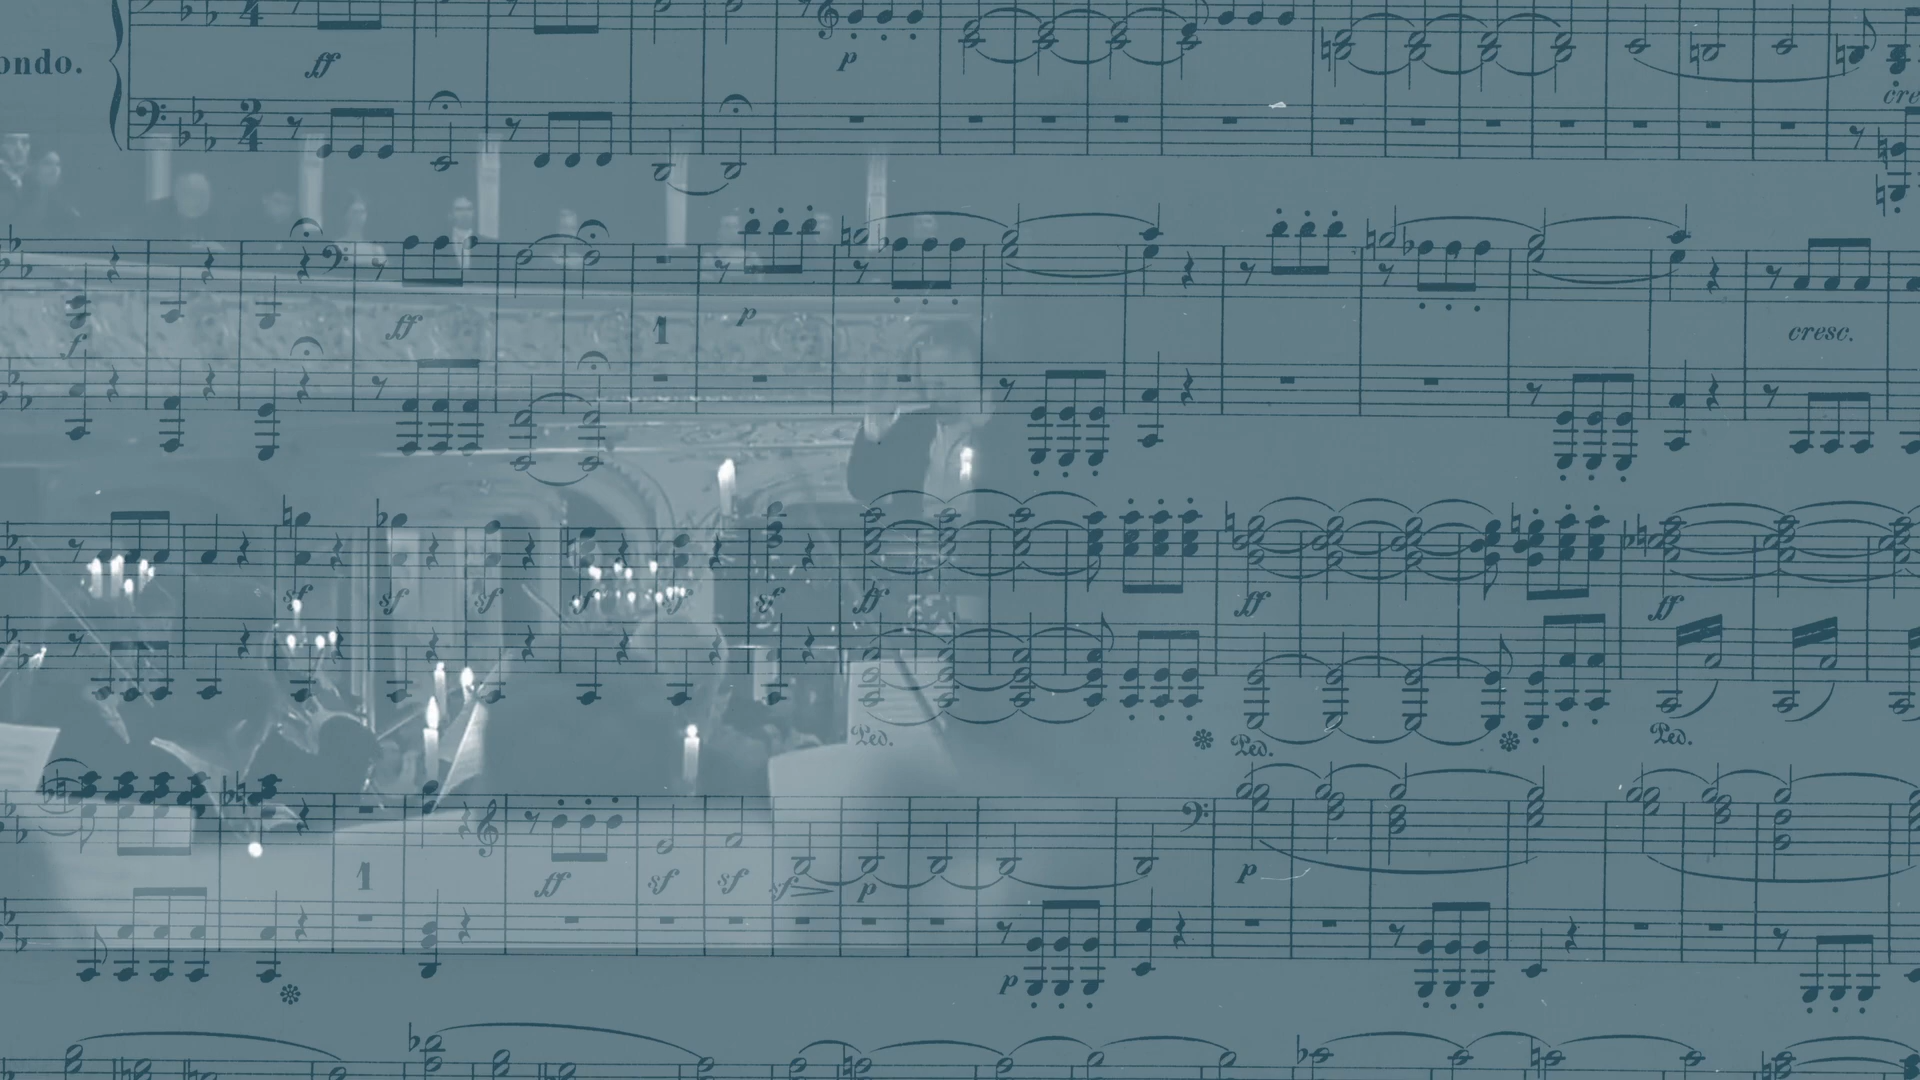 ondo.
ff p cre
f ff 1 p cresc.
sf sf sf sf sf sf ff ff ff
Ped. Ped. Ped.
1 ff sf sf sf p p
p